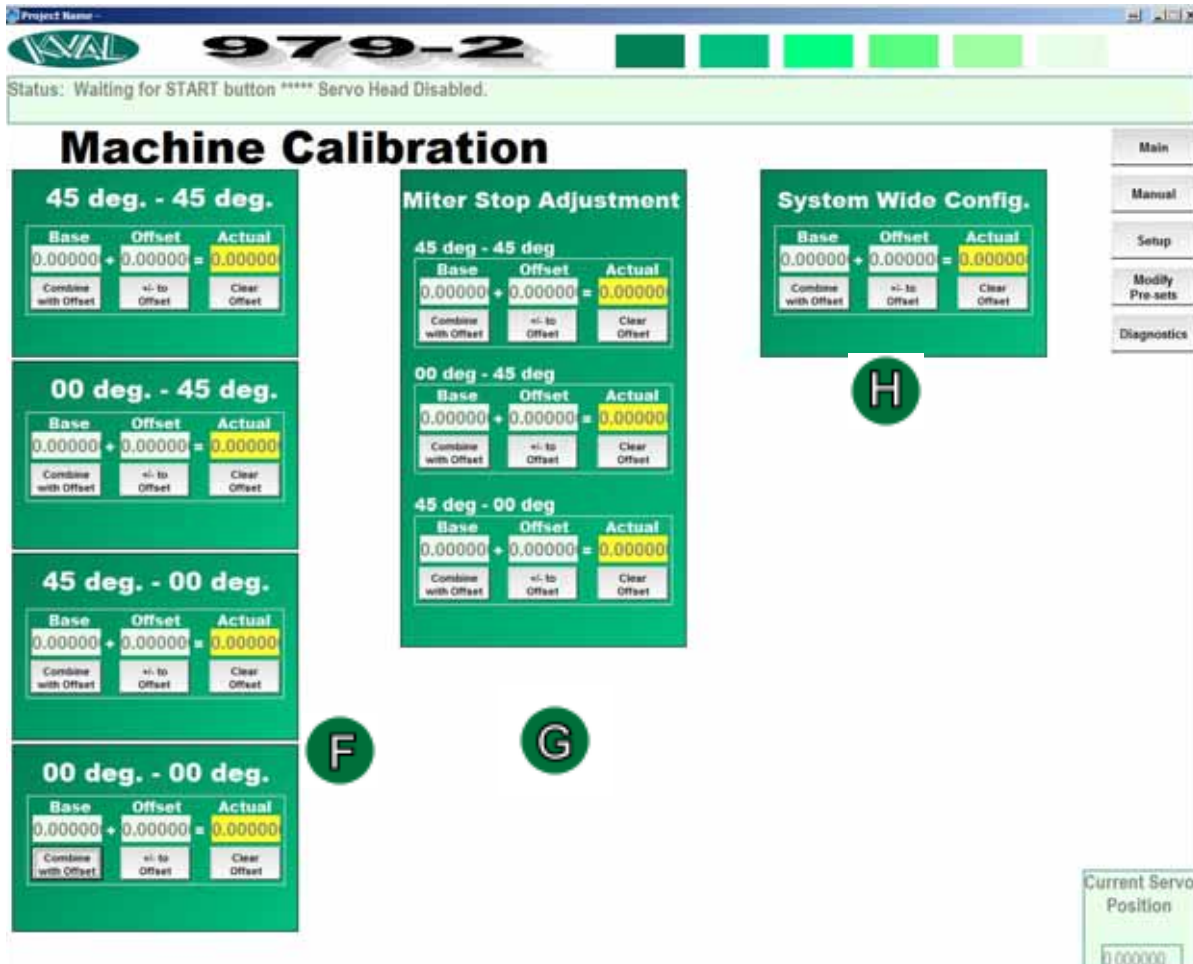 Project Name --
KVAL
979-2
Status: Waiting for START button ***** Servo Head Disabled.
Machine Calibration
45 deg. - 45 deg.
Base Offset Actual
0.00000 + 0.00000 = 0.00000
Combine with Offset
+/- to Offset
Clear Offset
00 deg. - 45 deg.
Base Offset Actual
0.00000 + 0.00000 = 0.00000
Combine with Offset
+/- to Offset
Clear Offset
45 deg. - 00 deg.
Base Offset Actual
0.00000 + 0.00000 = 0.00000
Combine with Offset
+/- to Offset
Clear Offset
00 deg. - 00 deg.
Base Offset Actual
0.00000 + 0.00000 = 0.00000
Combine with Offset
+/- to Offset
Clear Offset
F
Miter Stop Adjustment
45 deg - 45 deg
Base Offset Actual
0.00000 + 0.00000 = 0.00000
Combine with Offset
+/- to Offset
Clear Offset
00 deg - 45 deg
Base Offset Actual
0.00000 + 0.00000 = 0.00000
Combine with Offset
+/- to Offset
Clear Offset
45 deg - 00 deg
Base Offset Actual
0.00000 + 0.00000 = 0.00000
Combine with Offset
+/- to Offset
Clear Offset
G
System Wide Config.
Base Offset Actual
0.00000 + 0.00000 = 0.00000
Combine with Offset
+/- to Offset
Clear Offset
H
Main
Manual
Setup
Modify
Pre-sets
Diagnostics
Current Servo
Position
0.000000